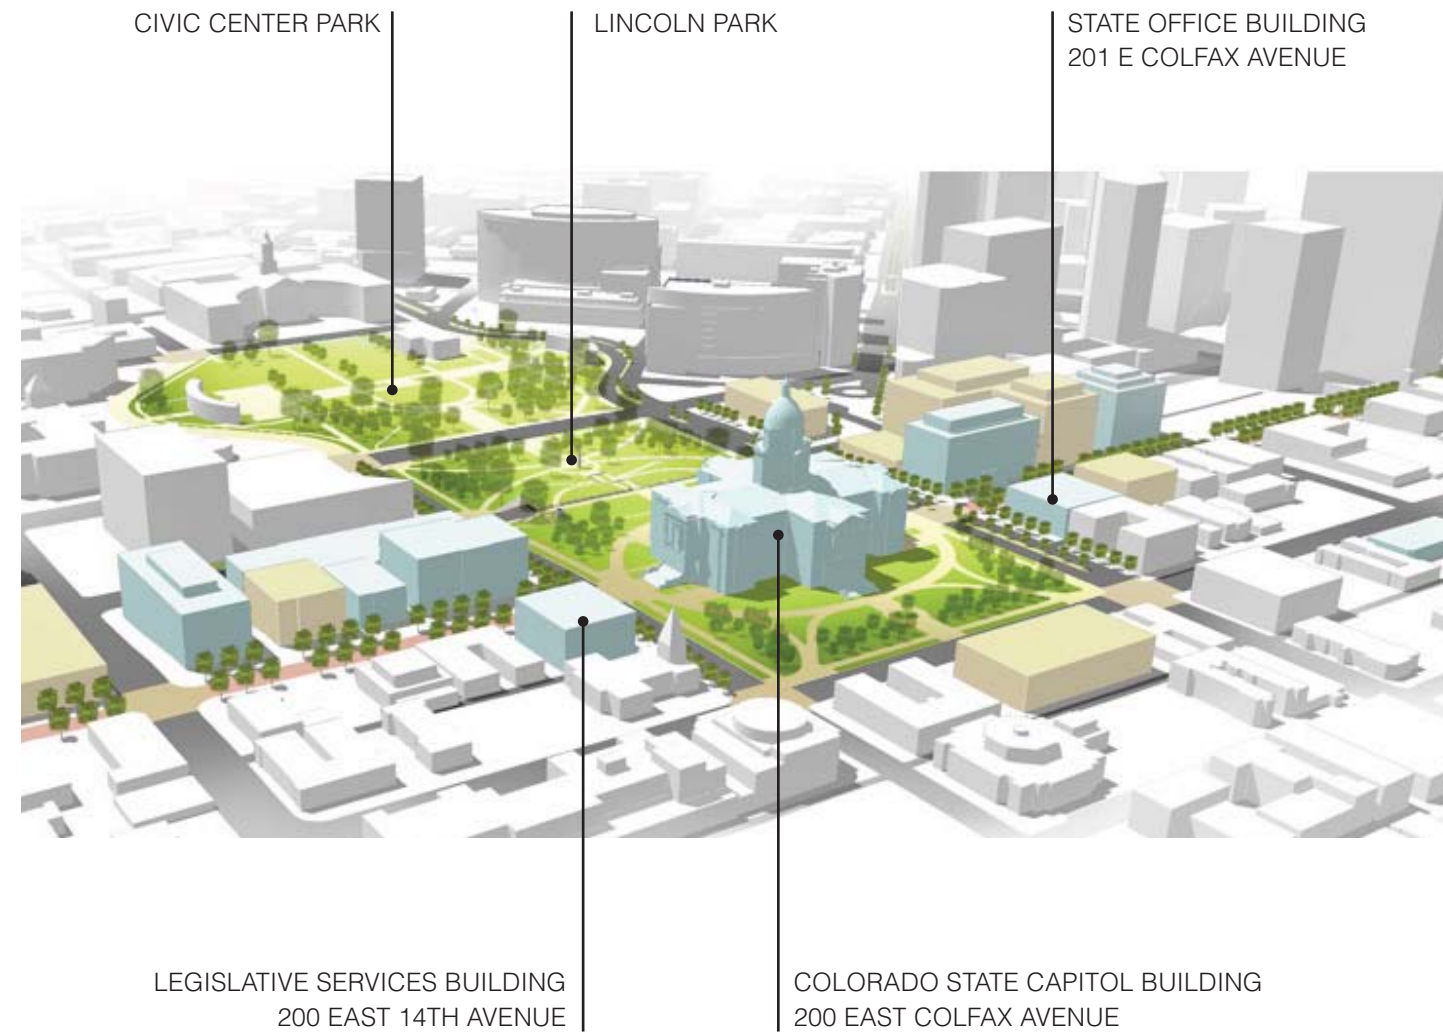 CIVIC CENTER PARK
LINCOLN PARK
STATE OFFICE BUILDING
201 E COLFAX AVENUE
LEGISLATIVE SERVICES BUILDING
200 EAST 14TH AVENUE
COLORADO STATE CAPITOL BUILDING
200 EAST COLFAX AVENUE